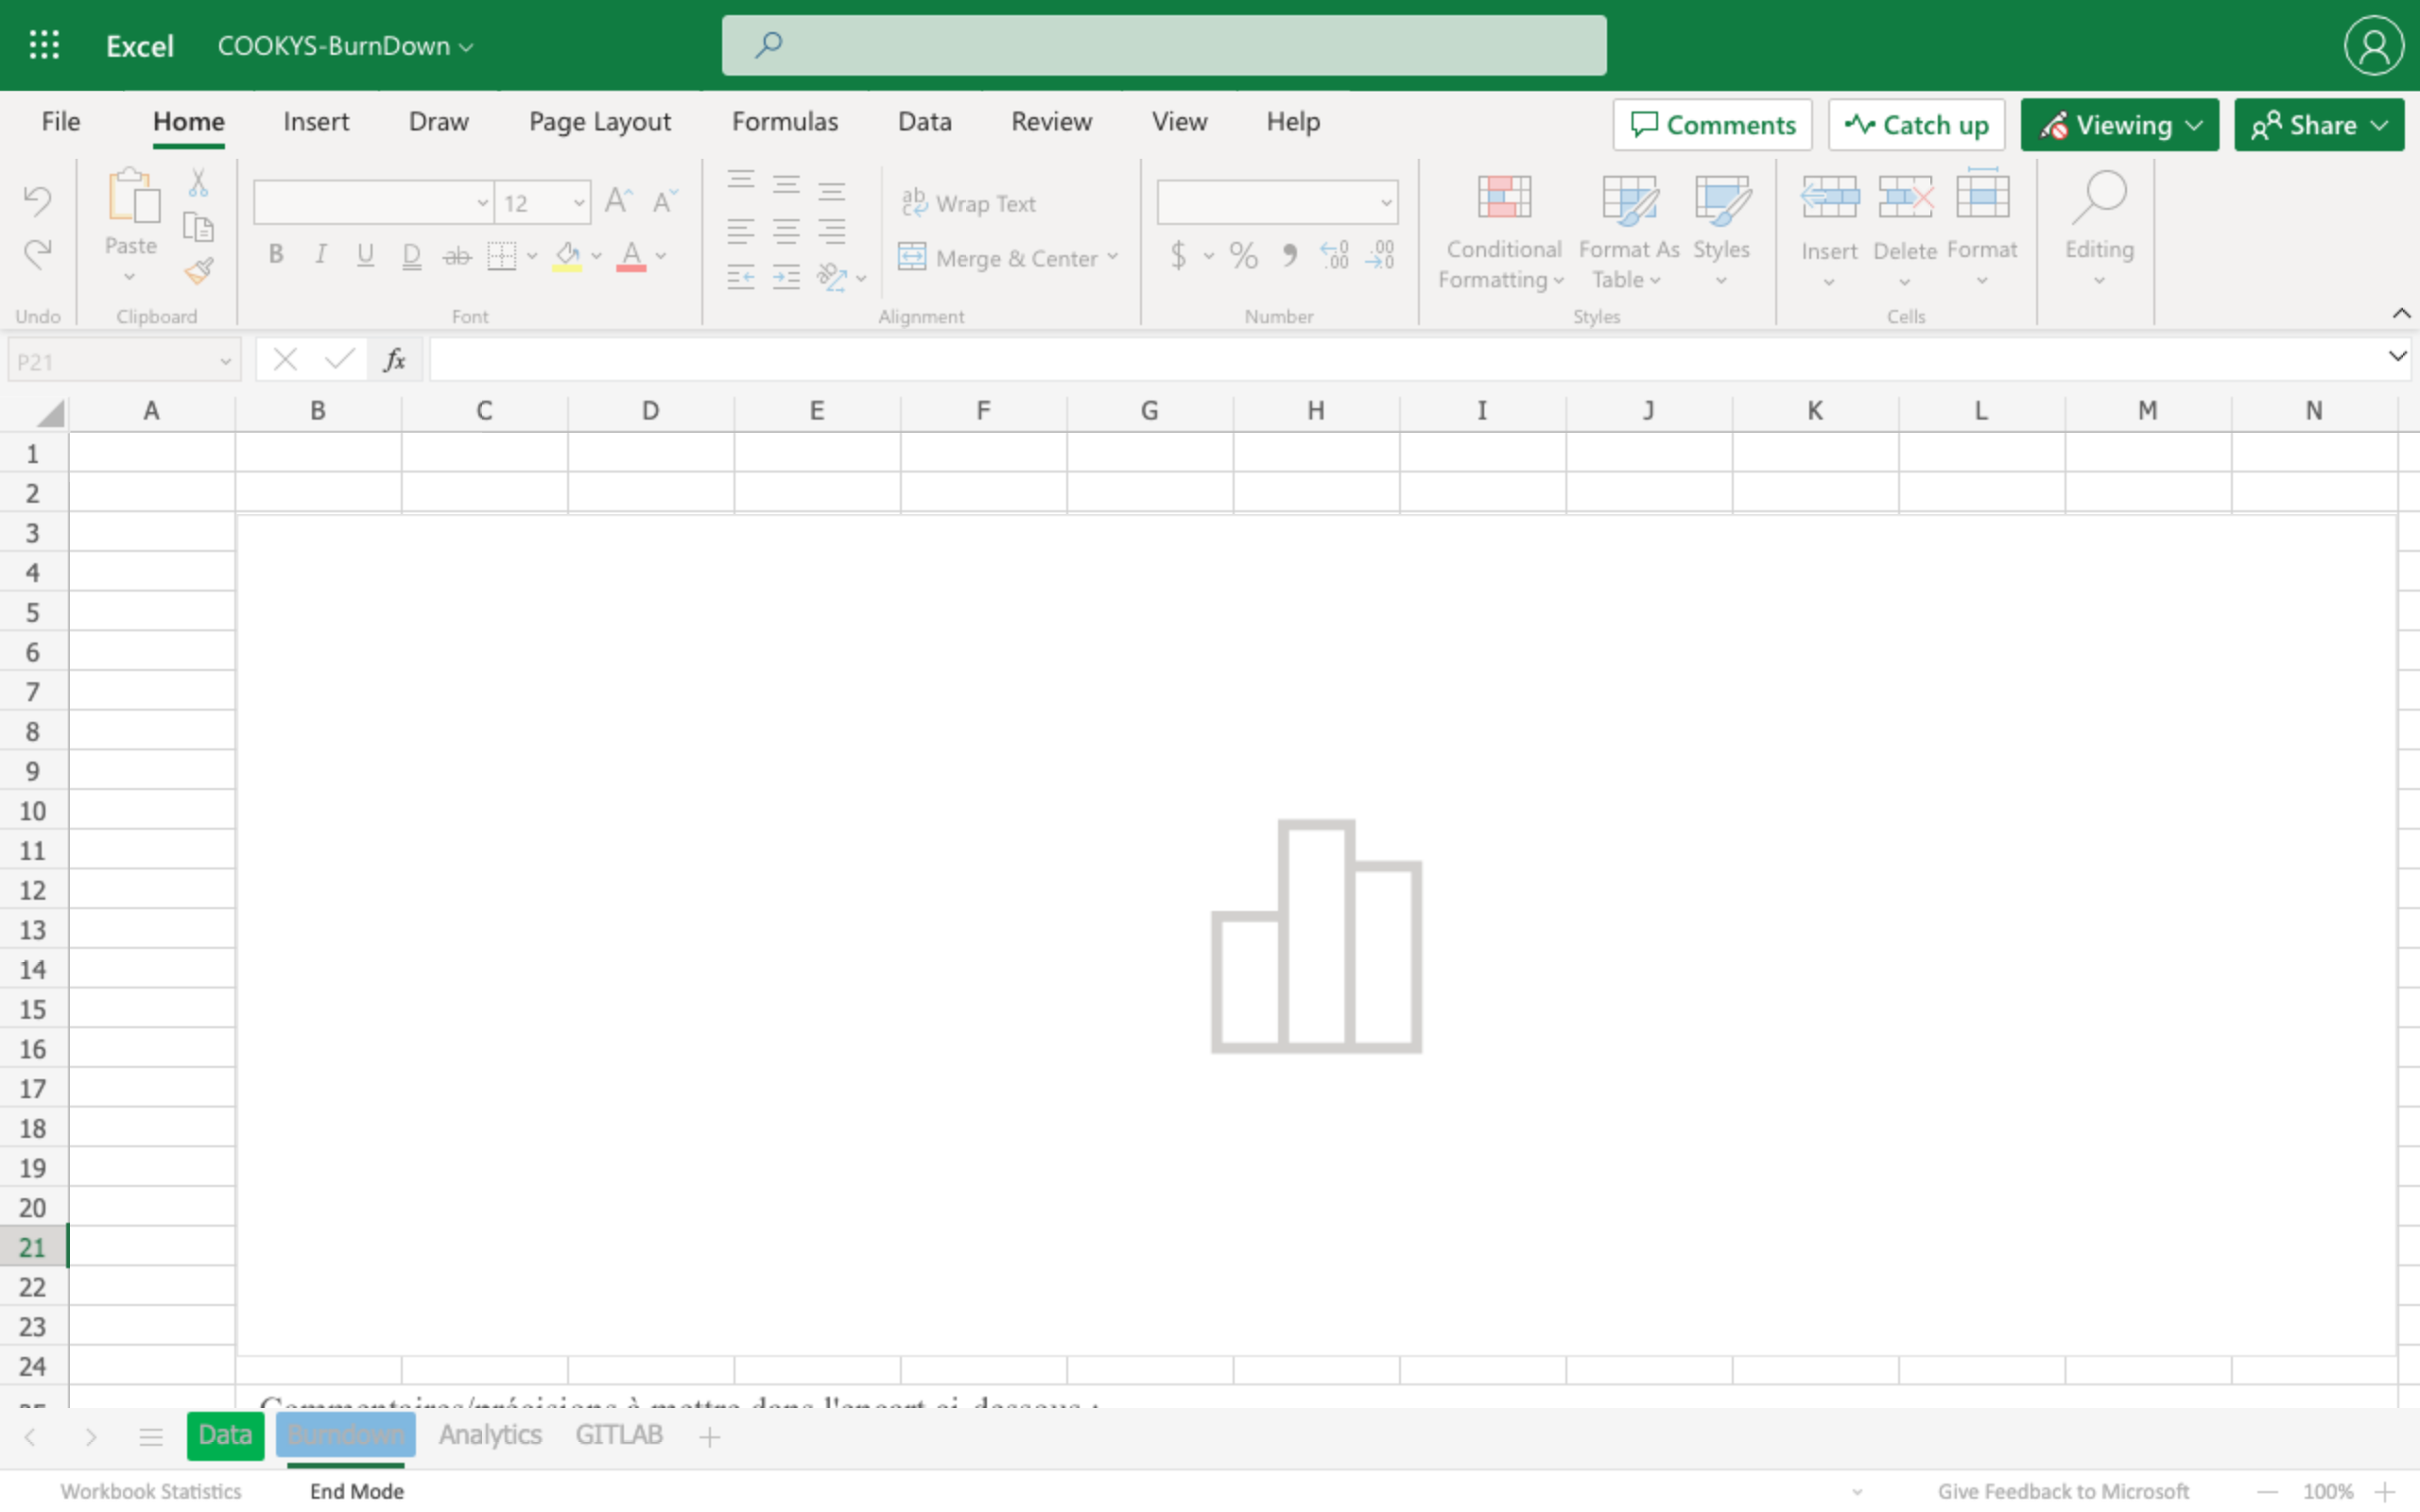 Excel COOKYS-BurnDown
File Home Insert Draw Page Layout Formulas Data Review View Help Comments Catch up Viewing Share
Paste
12
Wrap Text
Merge & Center
Conditional Formatting
Format As Table
Styles
Insert
Delete
Format
Editing
Undo Clipboard Font Alignment Number Styles Cells
P21
fx
A B C D E F G H I J K L M N
1
2
3
4
5
6
7
8
9
10
11
12
13
14
15
16
17
18
19
20
21
22
23
24
25
Commentaires/précisions à mettre dans l'encart ci-dessous :
Data Burndown Analytics GITLAB
Workbook Statistics End Mode Give Feedback to Microsoft 100%